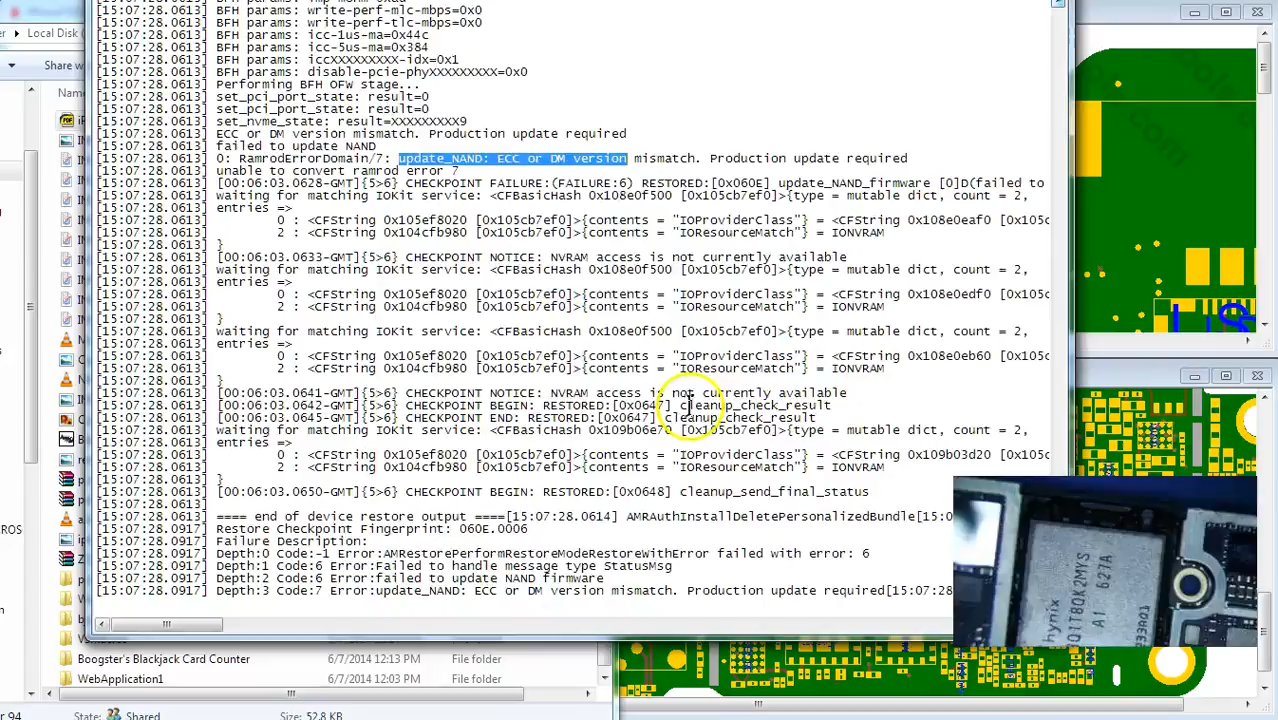 [15:07:28.0613] BFH params: write-perf-mlc-mbps=0x0
[15:07:28.0613] BFH params: write-perf-tlc-mbps=0x0
[15:07:28.0613] BFH params: icc-1us-ma=0x44c
[15:07:28.0613] BFH params: icc-5us-ma=0x384
[15:07:28.0613] BFH params: iccXXXXXXXXX-idx=0x1
[15:07:28.0613] BFH params: disable-pcie-phyXXXXXXXXX=0x0
[15:07:28.0613] Performing BFH OFW stage...
[15:07:28.0613] set_pci_port_state: result=0
[15:07:28.0613] set_pci_port_state: result=0
[15:07:28.0613] set_nvme_state: result=XXXXXXXXX9
[15:07:28.0613] ECC or DM version mismatch. Production update required
[15:07:28.0613] failed to update NAND
[15:07:28.0613] 0: RamrodErrorDomain/7: update_NAND: ECC or DM version mismatch. Production update required
[15:07:28.0613] unable to convert ramrod error 7
[15:07:28.0613] [00:06:03.0628-GMT]{5>6} CHECKPOINT FAILURE:(FAILURE:6) RESTORED:[0x060E] update_NAND_firmware [0]D(failed to
[15:07:28.0613] waiting for matching IOKit service: <CFBasicHash 0x108e0f500 [0x105cb7ef0]>{type = mutable dict, count = 2,
[15:07:28.0613] entries =>
[15:07:28.0613] 0 : <CFString 0x105ef8020 [0x105cb7ef0]>{contents = "IOProviderClass"} = <CFString 0x108e0eaf0 [0x105c
[15:07:28.0613] 2 : <CFString 0x104cfb980 [0x105cb7ef0]>{contents = "IOResourceMatch"} = IONVRAM
[15:07:28.0613] }
[15:07:28.0613] [00:06:03.0633-GMT]{5>6} CHECKPOINT NOTICE: NVRAM access is not currently available
[15:07:28.0613] waiting for matching IOKit service: <CFBasicHash 0x108e0f500 [0x105cb7ef0]>{type = mutable dict, count = 2,
[15:07:28.0613] entries =>
[15:07:28.0613] 0 : <CFString 0x105ef8020 [0x105cb7ef0]>{contents = "IOProviderClass"} = <CFString 0x108e0edf0 [0x105c
[15:07:28.0613] 2 : <CFString 0x104cfb980 [0x105cb7ef0]>{contents = "IOResourceMatch"} = IONVRAM
[15:07:28.0613] }
[15:07:28.0613] waiting for matching IOKit service: <CFBasicHash 0x108e0f500 [0x105cb7ef0]>{type = mutable dict, count = 2,
[15:07:28.0613] entries =>
[15:07:28.0613] 0 : <CFString 0x105ef8020 [0x105cb7ef0]>{contents = "IOProviderClass"} = <CFString 0x108e0eb60 [0x105c
[15:07:28.0613] 2 : <CFString 0x104cfb980 [0x105cb7ef0]>{contents = "IOResourceMatch"} = IONVRAM
[15:07:28.0613] }
[15:07:28.0613] [00:06:03.0641-GMT]{5>6} CHECKPOINT NOTICE: NVRAM access is not currently available
[15:07:28.0613] [00:06:03.0642-GMT]{5>6} CHECKPOINT BEGIN: RESTORED:[0x0647] cleanup_check_result
[15:07:28.0613] [00:06:03.0645-GMT]{5>6} CHECKPOINT END: RESTORED:[0x0647] cleanup_check_result
[15:07:28.0613] waiting for matching IOKit service: <CFBasicHash 0x109b06e70 [0x105cb7ef0]>{type = mutable dict, count = 2,
[15:07:28.0613] entries =>
[15:07:28.0613] 0 : <CFString 0x105ef8020 [0x105cb7ef0]>{contents = "IOProviderClass"} = <CFString 0x109b03d20 [0x105c
[15:07:28.0613] 2 : <CFString 0x104cfb980 [0x105cb7ef0]>{contents = "IOResourceMatch"} = IONVRAM
[15:07:28.0613] }
[15:07:28.0613] [00:06:03.0650-GMT]{5>6} CHECKPOINT BEGIN: RESTORED:[0x0648] cleanup_send_final_status
[15:07:28.0613]
[15:07:28.0613] ==== end of device restore output ====[15:07:28.0614] AMRAuthInstallDeletePersonalizedBundle[15:0
[15:07:28.0917] Restore Checkpoint Fingerprint: 060E.0006
[15:07:28.0917] Failure Description:
[15:07:28.0917] Depth:0 Code:-1 Error:AMRestorePerformRestoreModeRestoreWithError failed with error: 6
[15:07:28.0917] Depth:1 Code:6 Error:Failed to handle message type StatusMsg
[15:07:28.0917] Depth:2 Code:6 Error:failed to update NAND firmware
[15:07:28.0917] Depth:3 Code:7 Error:update_NAND: ECC or DM version mismatch. Production update required[15:07:28
Local Disk (
Share w
Nam
Boogster's Blackjack Card Counter 6/7/2014 12:13 PM File folder
WebApplication1 6/7/2014 12:13 PM File folder
r 94 State: Shared Size: 52.8 KB
hynix
A1 627A